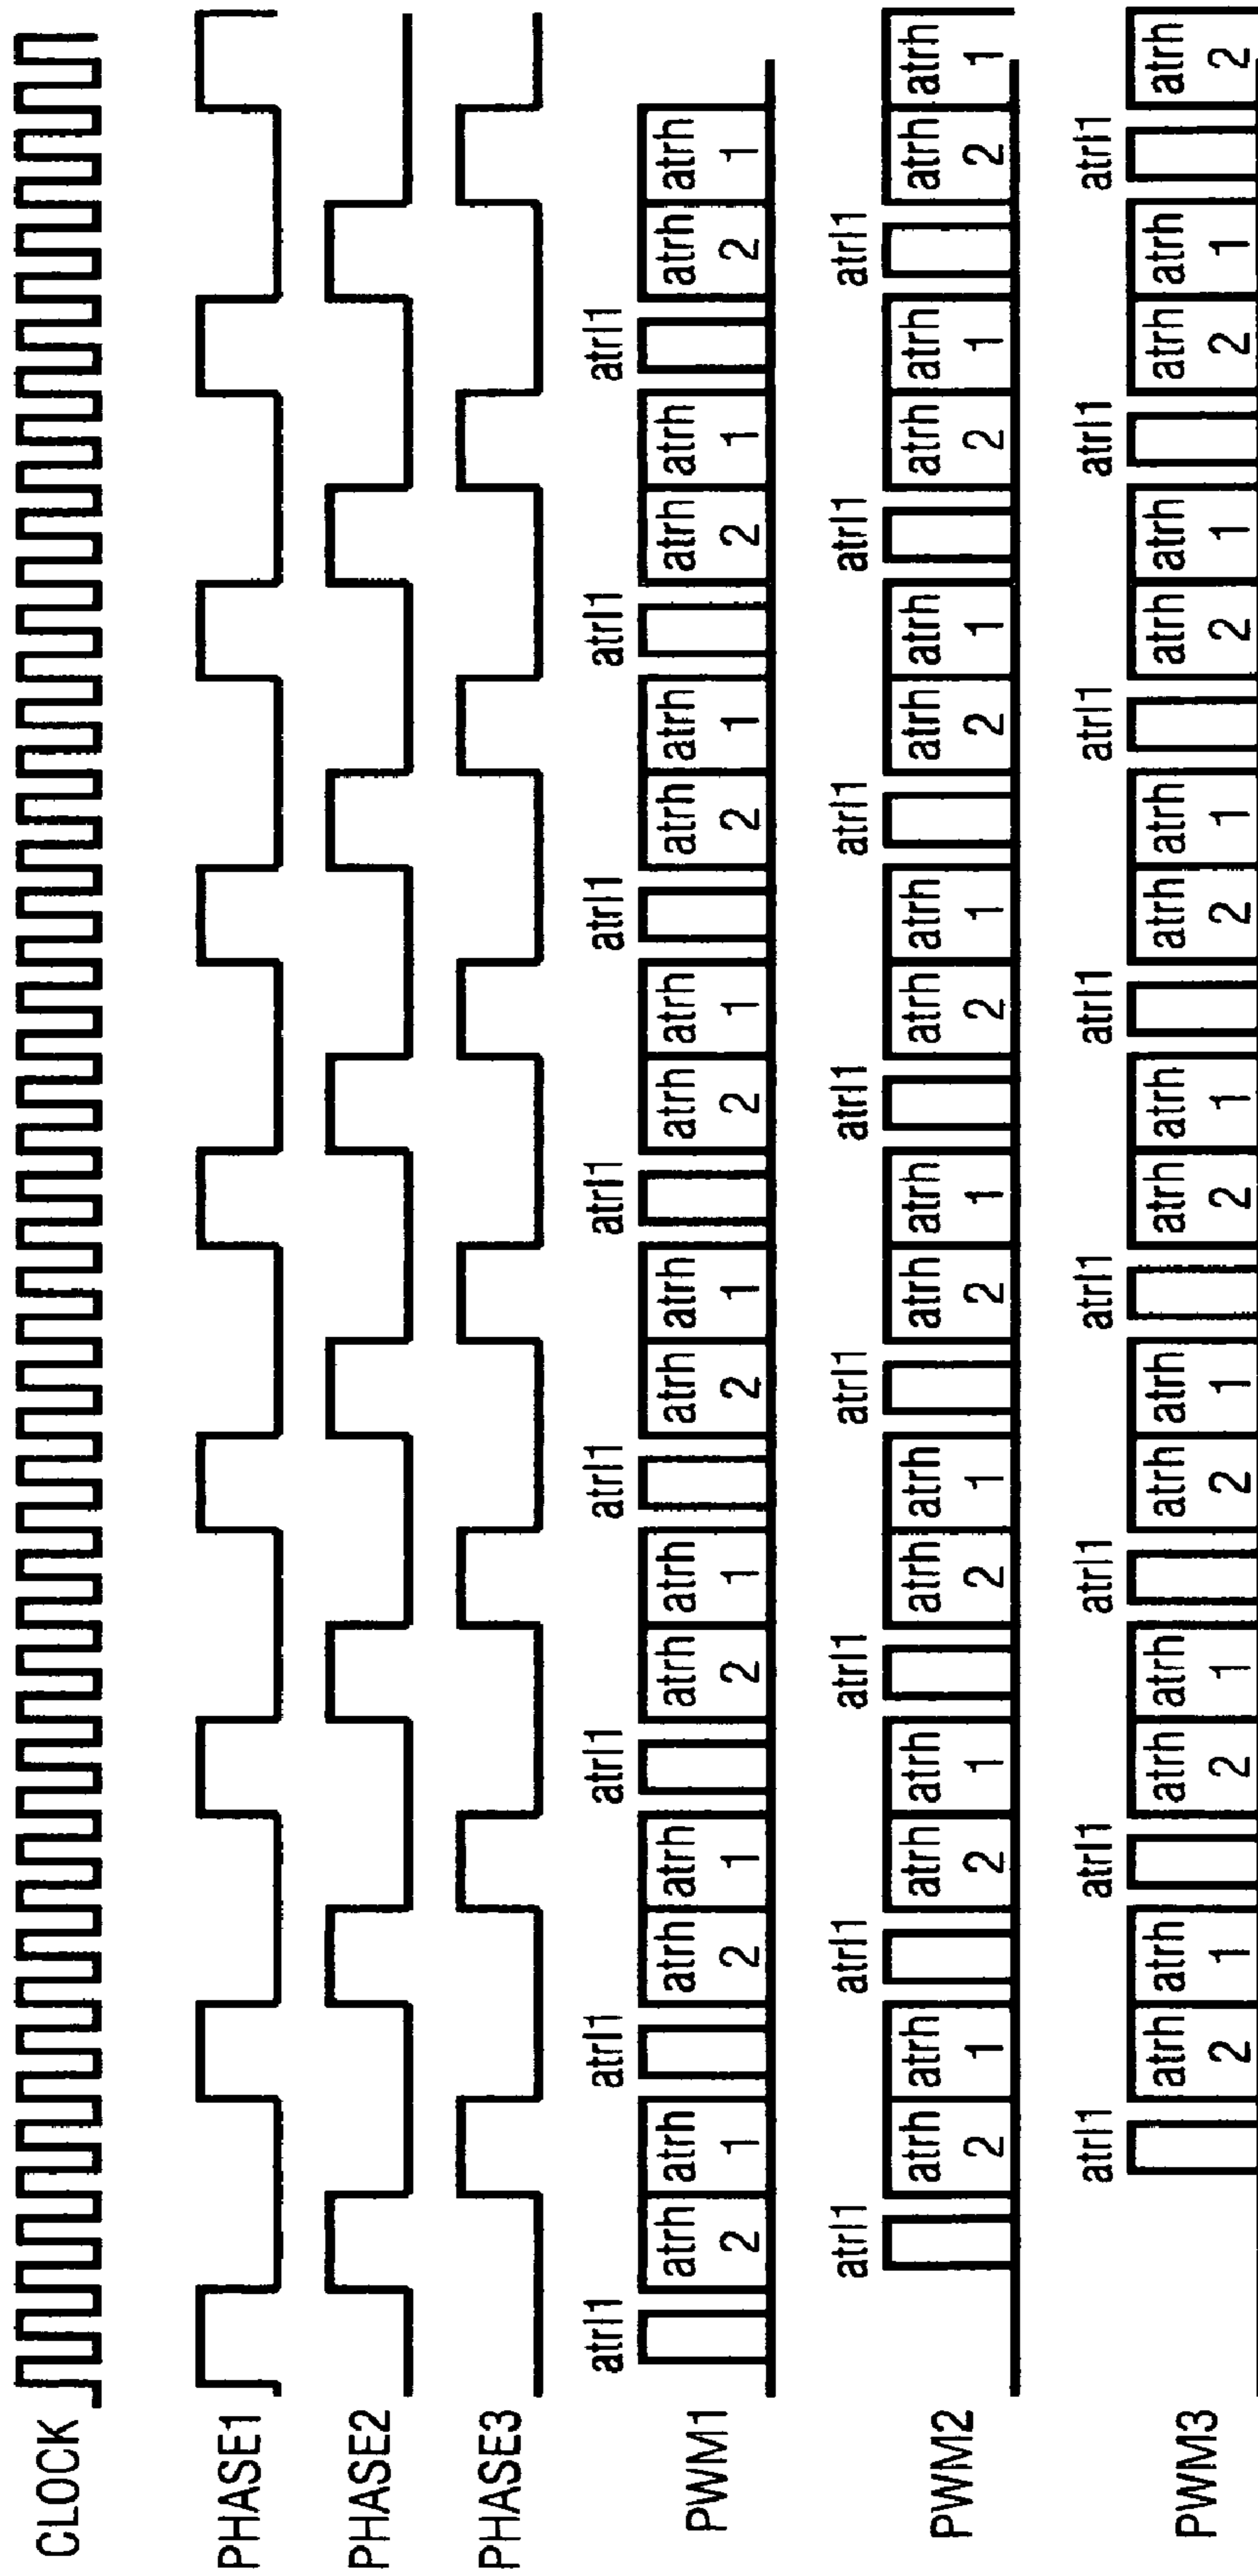 CLOCK
PHASE1
PHASE2
PHASE3
atrl1 atrl1 atrl1 atrl1 atrl1 atrl1 atrl1 atrl1
PWM1 atrh atrh atrh atrh atrh atrh atrh atrh atrh atrh atrh atrh atrh atrh atrh atrh
2 1 2 1 2 1 2 1 2 1 2 1 2 1 2 1
atrl1 atrl1 atrl1 atrl1 atrl1 atrl1 atrl1 atrl1
PWM2 atrh atrh atrh atrh atrh atrh atrh atrh atrh atrh atrh atrh atrh atrh atrh atrh
2 1 2 1 2 1 2 1 2 1 2 1 2 1 2 1
atrl1 atrl1 atrl1 atrl1 atrl1 atrl1 atrl1 atrl1
PWM3 atrh atrh atrh atrh atrh atrh atrh atrh atrh atrh atrh atrh atrh atrh atrh
2 1 2 1 2 1 2 1 2 1 2 1 2 1 2